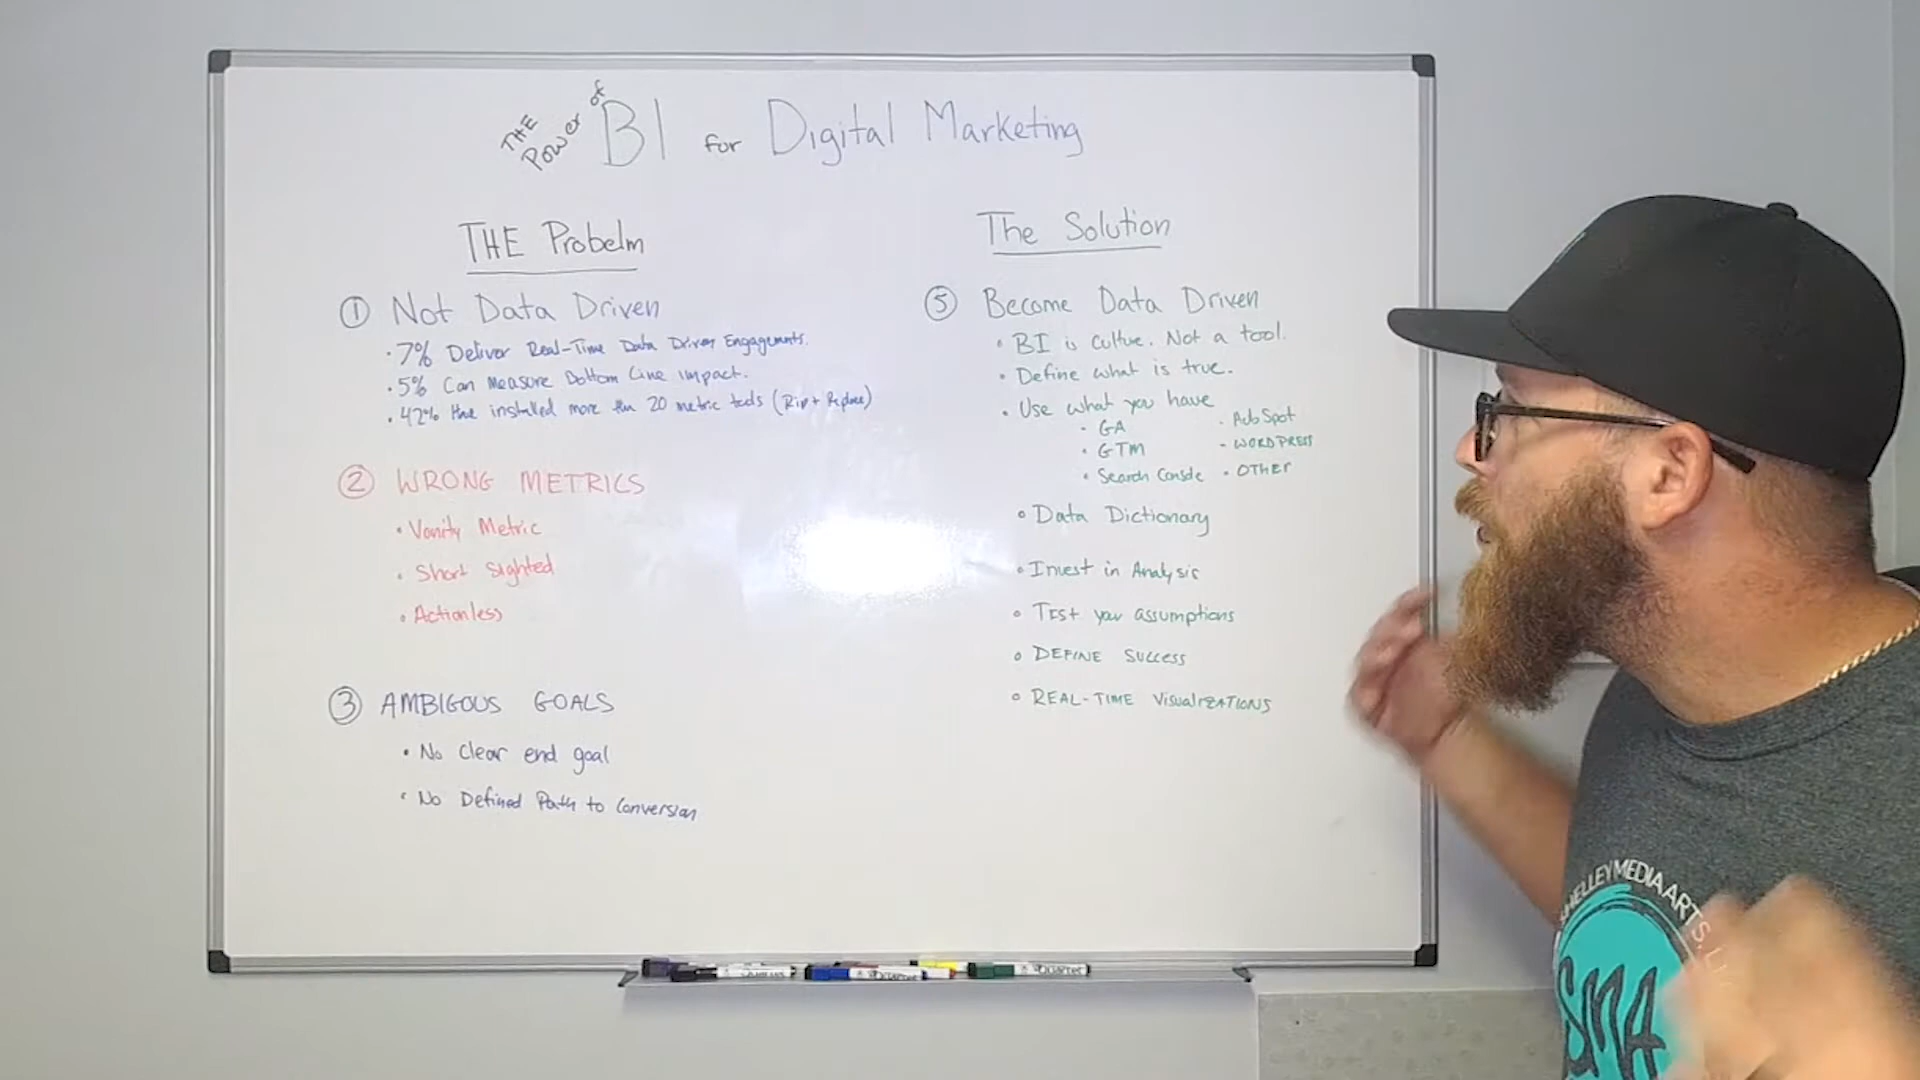 THE Power of BI for Digital Marketing
THE Probelm
① Not Data Driven
· 7% Deliver Real-Time Data Driven Engagements.
· 5% Can Measure Bottom Line impact.
· 42% Have installed more than 20 metric tools (Rip + Replace)
② WRONG METRICS
· Vanity Metric
· Short Sighted
· Actionless
③ AMBIGOUS GOALS
· No Clear end goal
· No Defined Path to Conversion
The Solution
⑤ Become Data Driven
· BI is culture. Not a tool.
· Define what is true.
· Use what you have
· GA
· GTM
· Search Console
· HubSpot
- WORDPRESS
· OTHER
· Data Dictionary
· Invest in Analysis
· Test your assumptions
· DEFINE SUCCESS
· REAL-TIME VisualiZATIONS
SHELLEY MEDIA ARTS, L
SMA